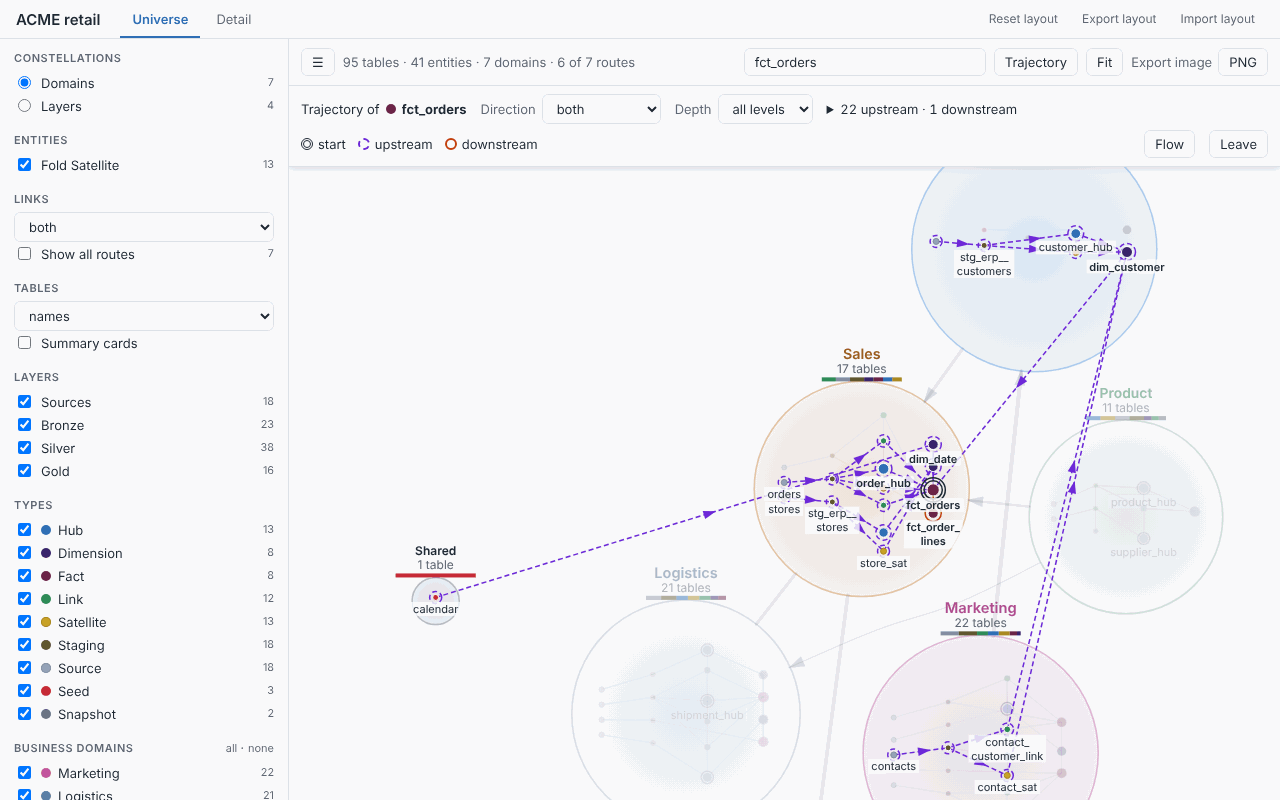 ACME retail
Universe
Detail
Reset layout
Export layout
Import layout
CONSTELLATIONS
Domains 7
Layers 4
ENTITIES
Fold Satellite 13
LINKS
both
Show all routes 7
TABLES
names
Summary cards
LAYERS
Sources 18
Bronze 23
Silver 38
Gold 16
TYPES
Hub 13
Dimension 8
Fact 8
Link 12
Satellite 13
Staging 18
Source 18
Seed 3
Snapshot 2
BUSINESS DOMAINS all · none
Marketing 22
Logistics 21
☰
95 tables · 41 entities · 7 domains · 6 of 7 routes
fct_orders
Trajectory
Fit
Export image
PNG
Trajectory of fct_orders
Direction both
Depth all levels
22 upstream · 1 downstream
start
upstream
downstream
Flow
Leave
stg_erp__
customers
customer_hub
dim_customer
Sales
17 tables
dim_date
orders
order_hub
stores
stg_erp__
stores
fct_orders
fct_order_
lines
store_sat
Product
11 tables
product_hub
supplier_hub
Shared
1 table
calendar
Logistics
21 tables
shipment_hub
Marketing
22 tables
contacts
contact_
customer_link
contact_sat